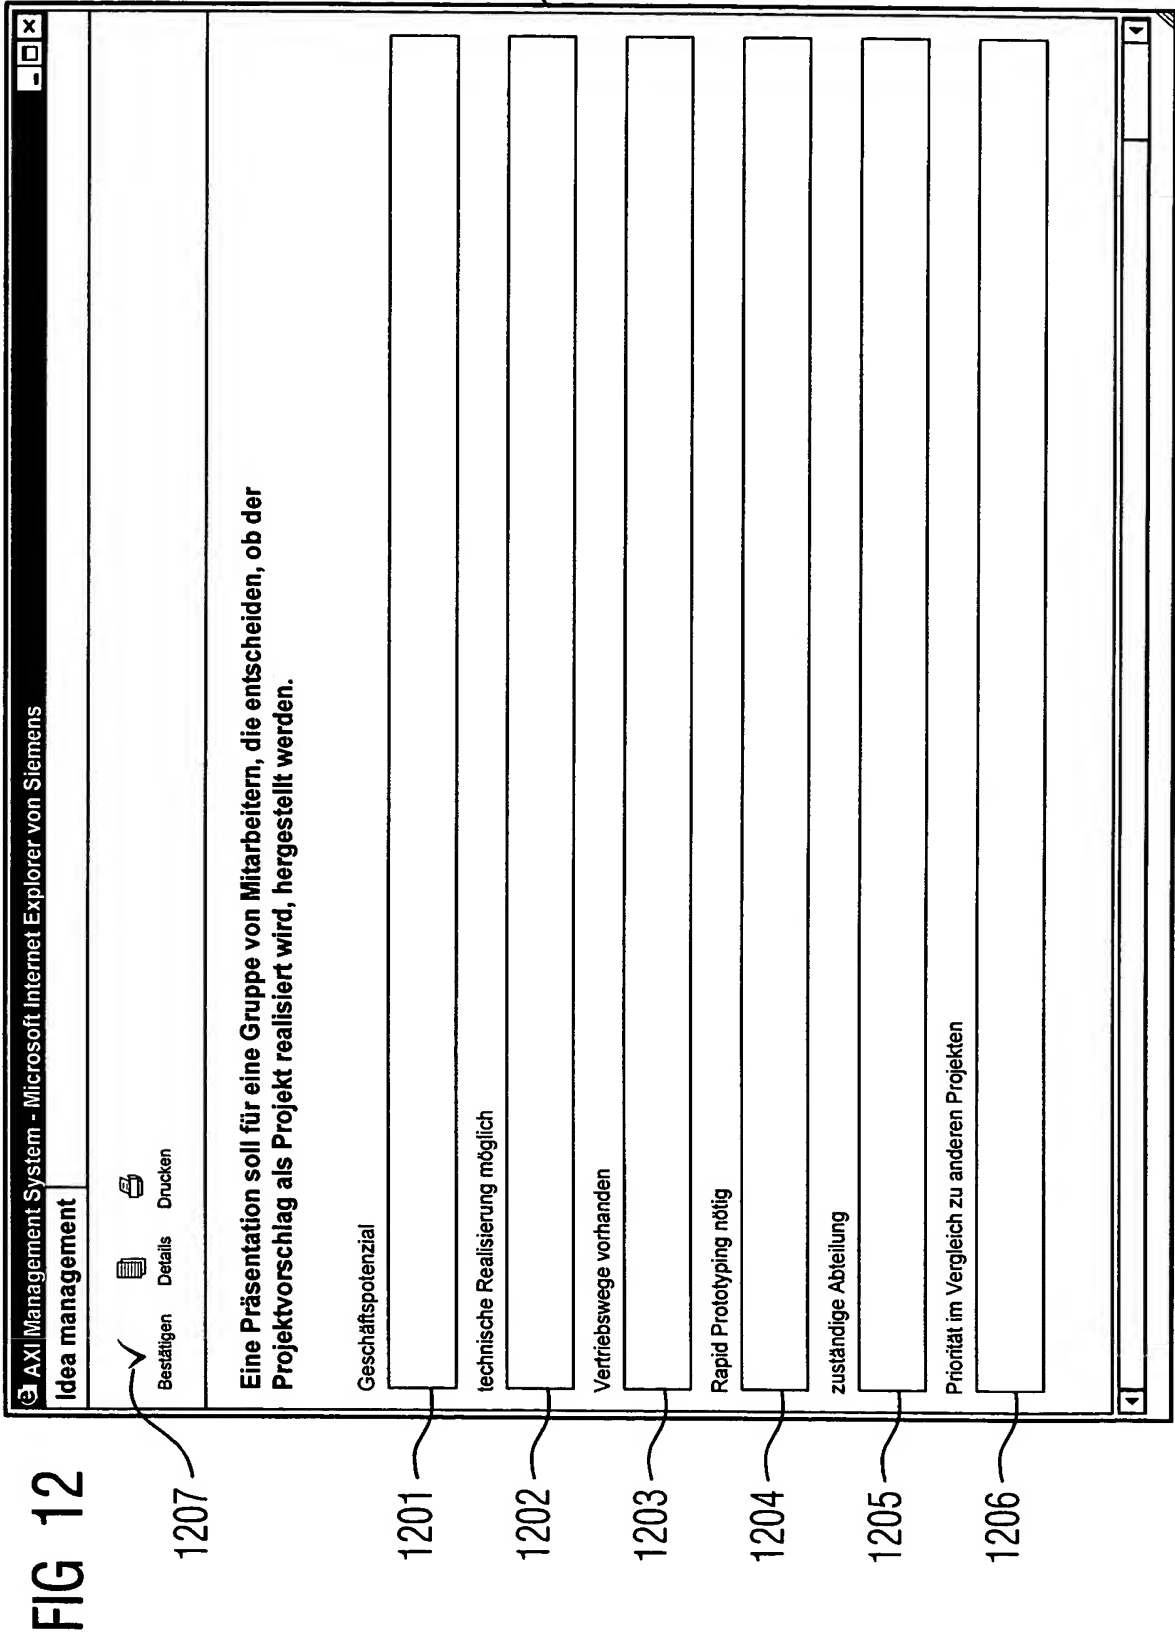 FIG 12
AXI Management System - Microsoft Internet Explorer von Siemens
Idea management
Bestätigen Details Drucken
1207
Eine Präsentation soll für eine Gruppe von Mitarbeitern, die entscheiden, ob der
Projektvorschlag als Projekt realisiert wird, hergestellt werden.
Geschäftspotenzial
1201
technische Realisierung möglich
1202
Vertriebswege vorhanden
1203
Rapid Prototyping nötig
1204
zuständige Abteilung
1205
Priorität im Vergleich zu anderen Projekten
1206